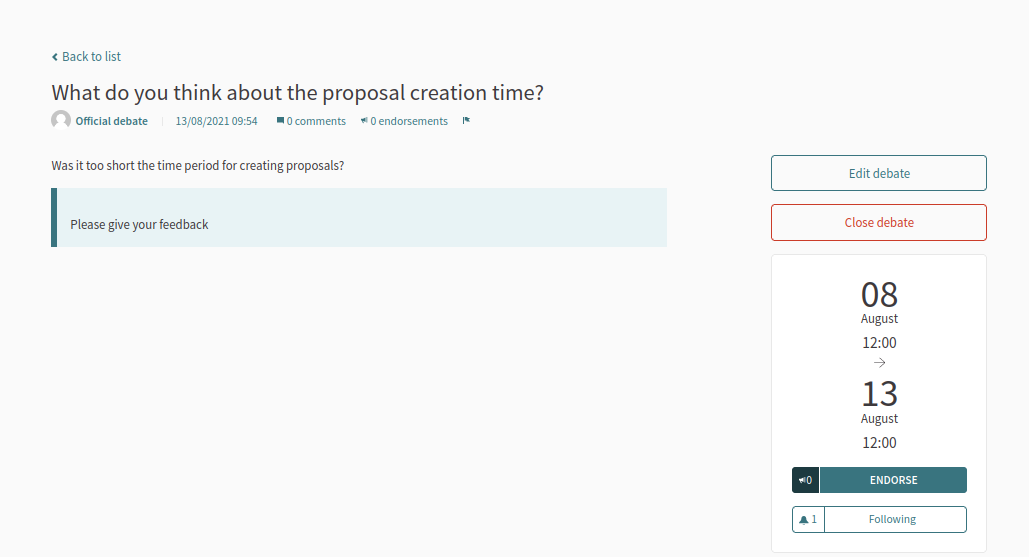 Back to list
What do you think about the proposal creation time?
Official debate 13/08/2021 09:54 0 comments 0 endorsements
Was it too short the time period for creating proposals?
Please give your feedback
Edit debate
Close debate
08
August
12:00
→
13
August
12:00
0 ENDORSE
1 Following